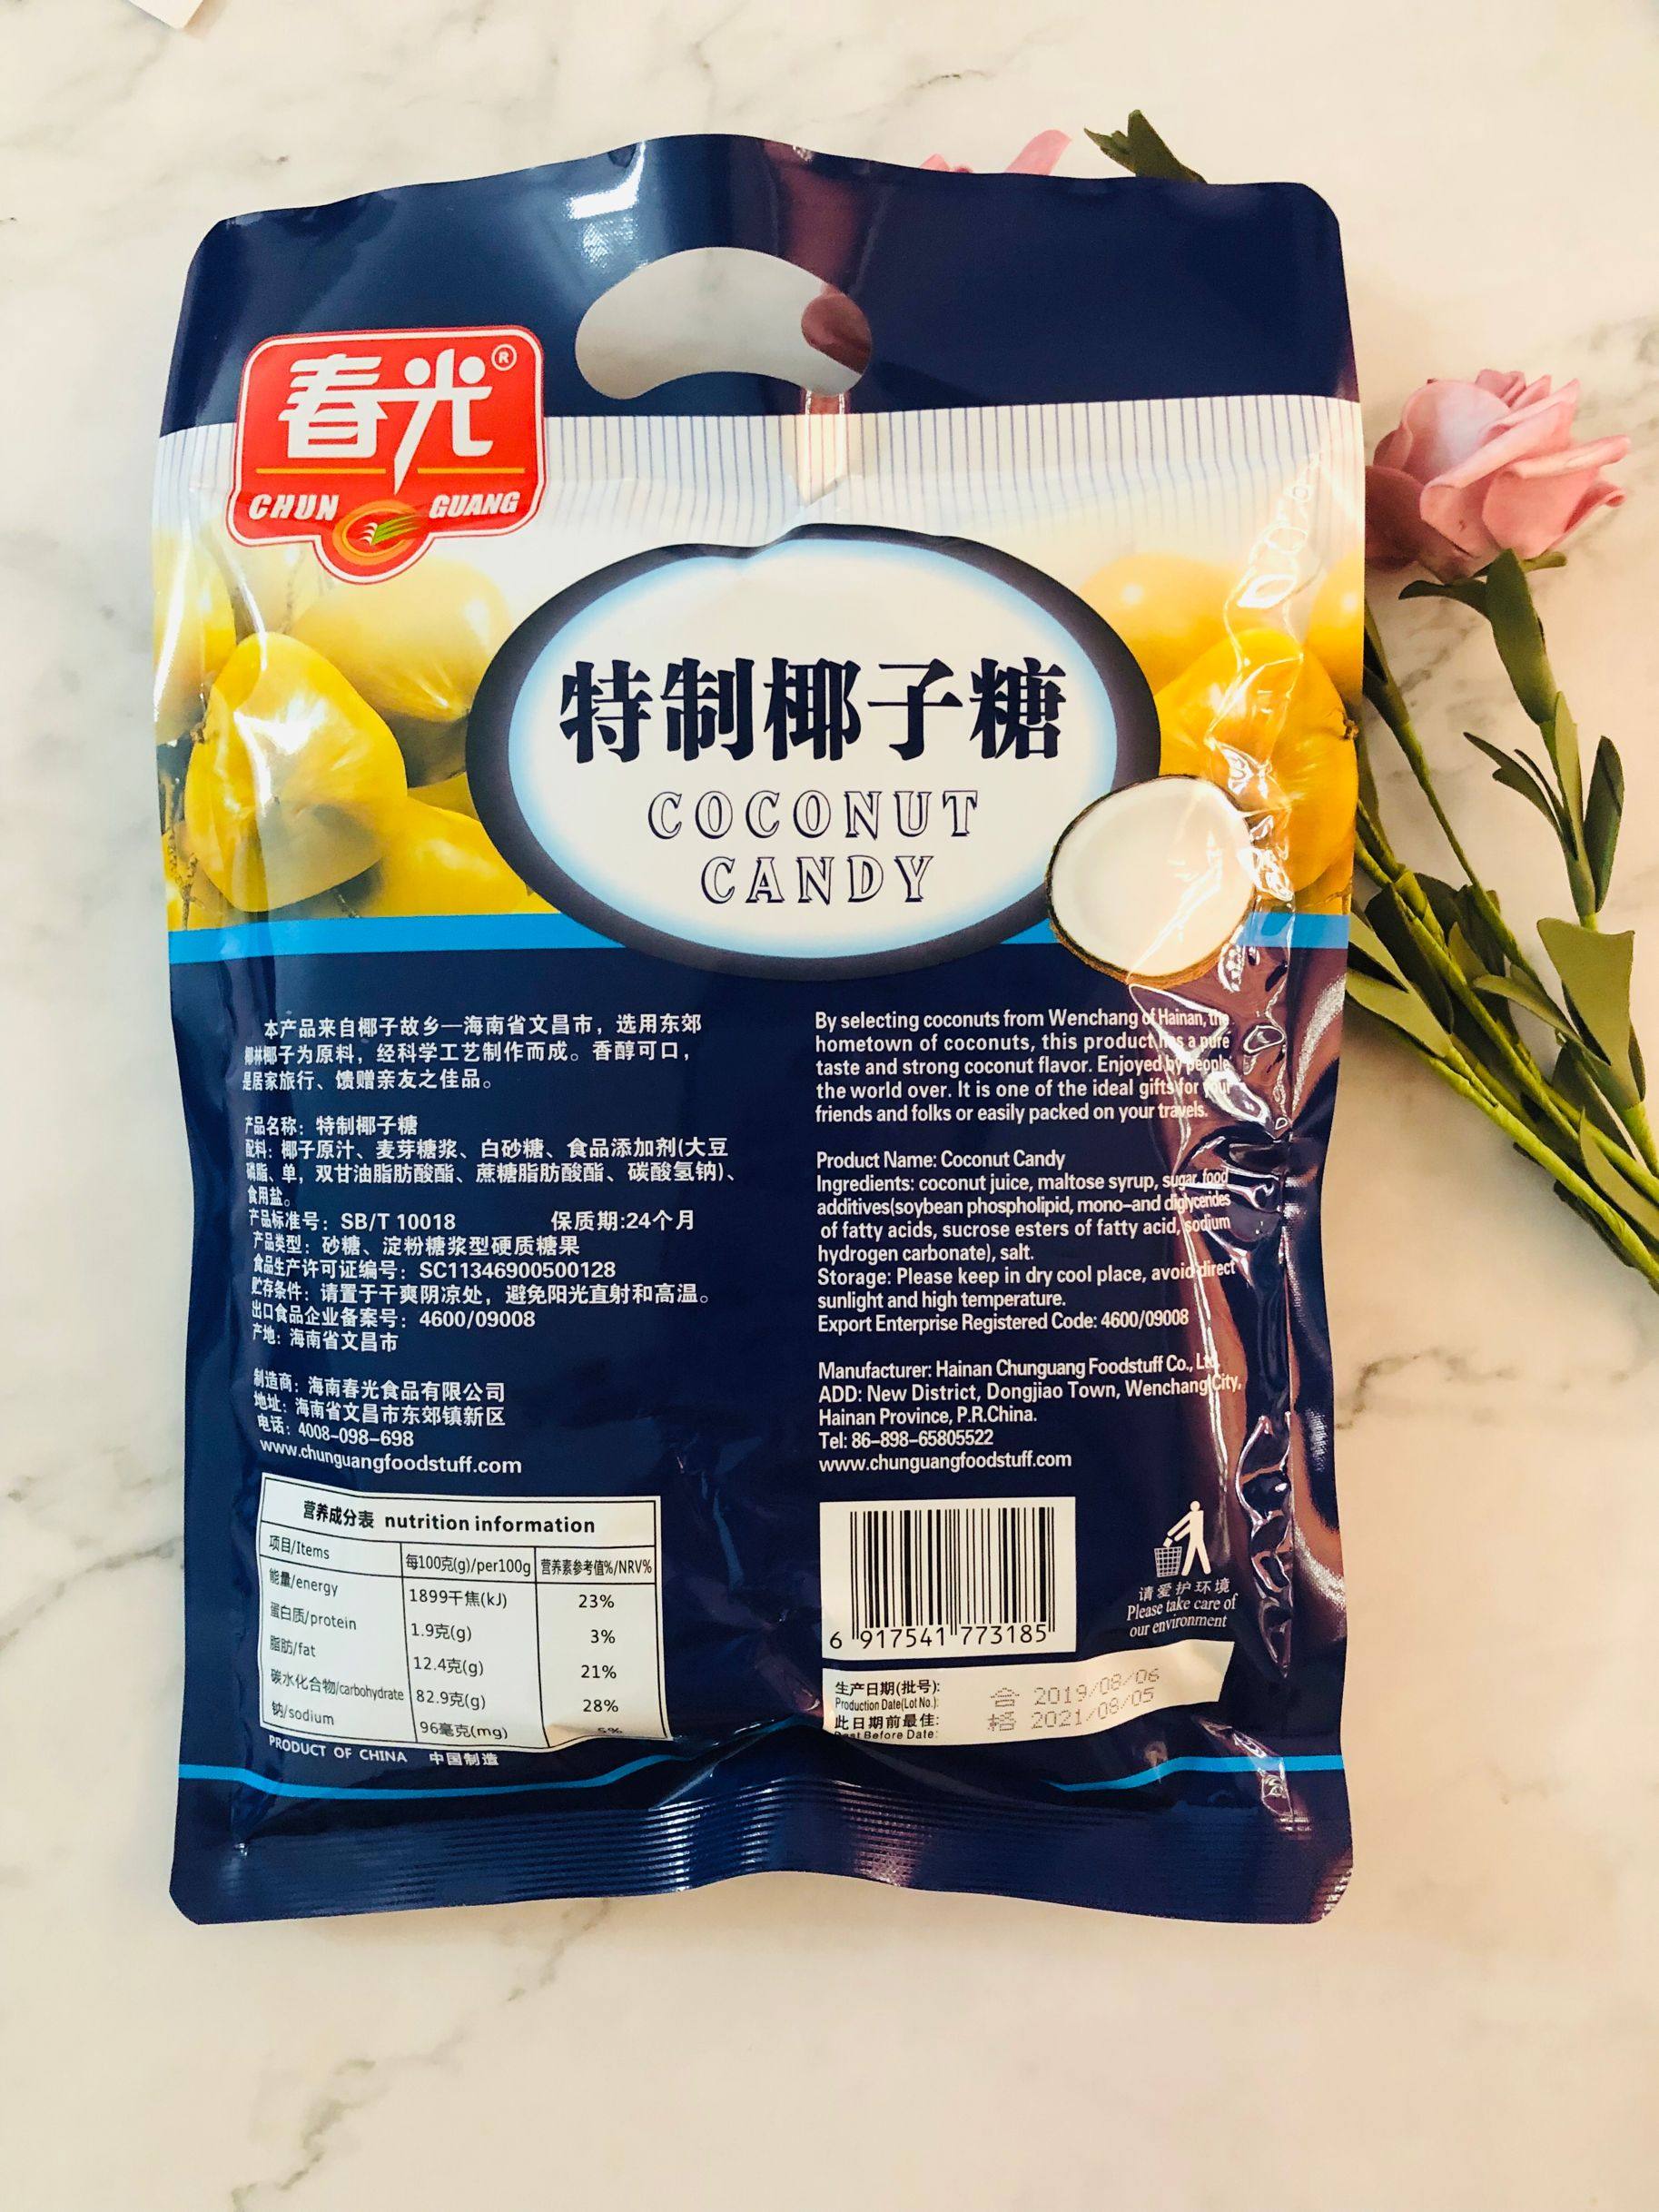 春光®
CHUN GUANG
特制椰子糖
COCONUT
CANDY
本产品来自椰子故乡—海南省文昌市，选用东郊
椰林椰子为原料，经科学工艺制作而成。香醇可口，
是居家旅行、馈赠亲友之佳品。
产品名称：特制椰子糖
配料：椰子原汁、麦芽糖浆、白砂糖、食品添加剂(大豆
磷脂、单，双甘油脂肪酸酯、蔗糖脂肪酸酯、碳酸氢钠)、
食用盐。
产品标准号：SB/T 10018 保质期:24个月
产品类型：砂糖、淀粉糖浆型硬质糖果
食品生产许可证编号：SC11346900500128
贮存条件：请置于干爽阴凉处，避免阳光直射和高温。
出口食品企业备案号：4600/09008
产地：海南省文昌市
制造商：海南春光食品有限公司
地址：海南省文昌市东郊镇新区
电话：4008-098-698
www.chunguangfoodstuff.com
营养成分表 nutrition information
项目/Items 每100克(g)/per100g 营养素参考值%/NRV%
能量/energy 1899千焦(kJ) 23%
蛋白质/protein 1.9克(g) 3%
脂肪/fat 12.4克(g) 21%
碳水化合物/carbohydrate 82.9克(g) 28%
钠/sodium 96毫克(mg) 5%
PRODUCT OF CHINA 中国制造
By selecting coconuts from Wenchang of Hainan, the
hometown of coconuts, this product has a pure
taste and strong coconut flavor. Enjoyed by people
the world over. It is one of the ideal gifts for your
friends and folks or easily packed on your travels.
Product Name: Coconut Candy
Ingredients: coconut juice, maltose syrup, sugar, food
additives(soybean phospholipid, mono-and diglycerides
of fatty acids, sucrose esters of fatty acid, sodium
hydrogen carbonate), salt.
Storage: Please keep in dry cool place, avoid direct
sunlight and high temperature.
Export Enterprise Registered Code: 4600/09008
Manufacturer: Hainan Chunguang Foodstuff Co., Ltd.
ADD: New District, Dongjiao Town, Wenchang City,
Hainan Province, P.R.China.
Tel: 86-898-65805522
www.chunguangfoodstuff.com
6 917541 773185
请爱护环境
Please take care of
our environment
生产日期(批号): 合 2019/08/06
Production Date(Lot No.):
此日期前最佳: 格 2021/08/05
Best Before Date: